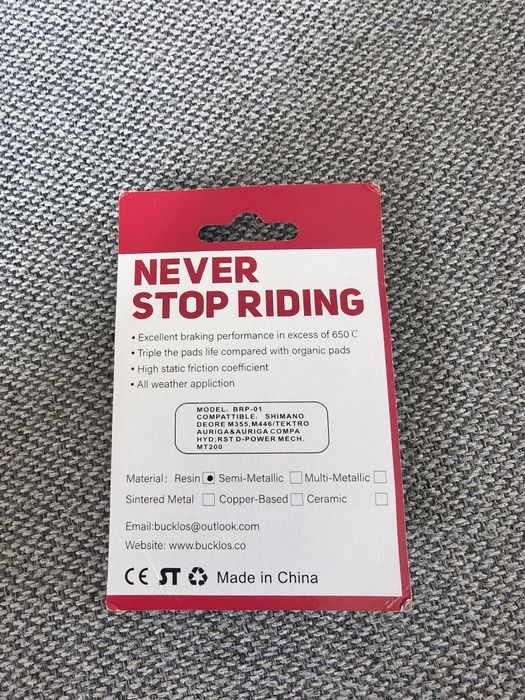 NEVER
STOP RIDING
• Excellent braking performance in excess of 650℃
• Triple the pads life compared with organic pads
• High static friction coefficient
• All weather appliction
MODEL: BRP-01
COMPATTIBLE: SHIMANO
DEORE M355,M446/TEKTRO
AURIGA&AURIGA COMPA
HYD;RST D-POWER MECH.
MT200
Material: Resin Semi-Metallic Multi-Metallic
Sintered Metal Copper-Based Ceramic
Email:bucklos@outlook.com
Website: www.bucklos.co
CE ST Made in China